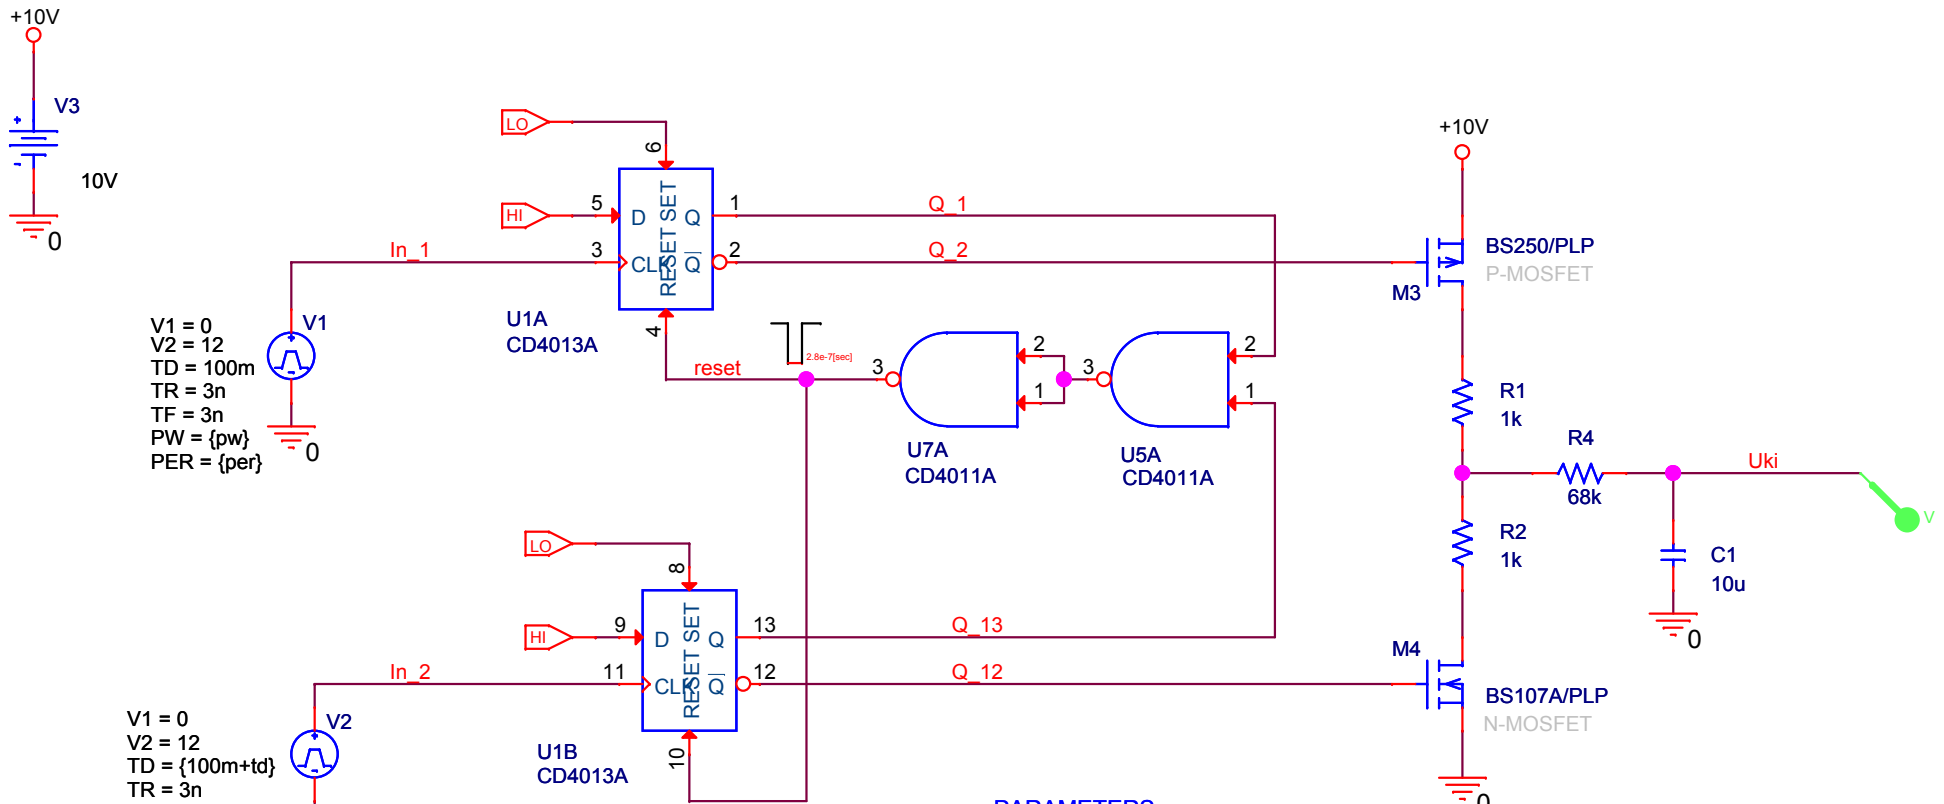 +10V
V3
+
-
10V
0
LO
6
HI
5
D
SET
Q
1
Q_1
In_1
3
CLK
RESET
Q
2
Q_2
4
U1A
CD4013A
V1
V1 = 0
V2 = 12
TD = 100m
TR = 3n
TF = 3n
PW = {pw}
PER = {per}
0
2.8e-7[sec]
reset
3
2
1
U7A
CD4011A
3
2
1
U5A
CD4011A
+10V
BS250/PLP
P-MOSFET
M3
R1
1k
R4
68k
Uki
V
R2
1k
C1
10u
0
LO
8
HI
9
D
SET
Q
13
Q_13
In_2
11
CLK
RESET
Q
12
Q_12
10
U1B
CD4013A
M4
BS107A/PLP
N-MOSFET
0
V2
V1 = 0
V2 = 12
TD = {100m+td}
TR = 3n
PARAMETERS